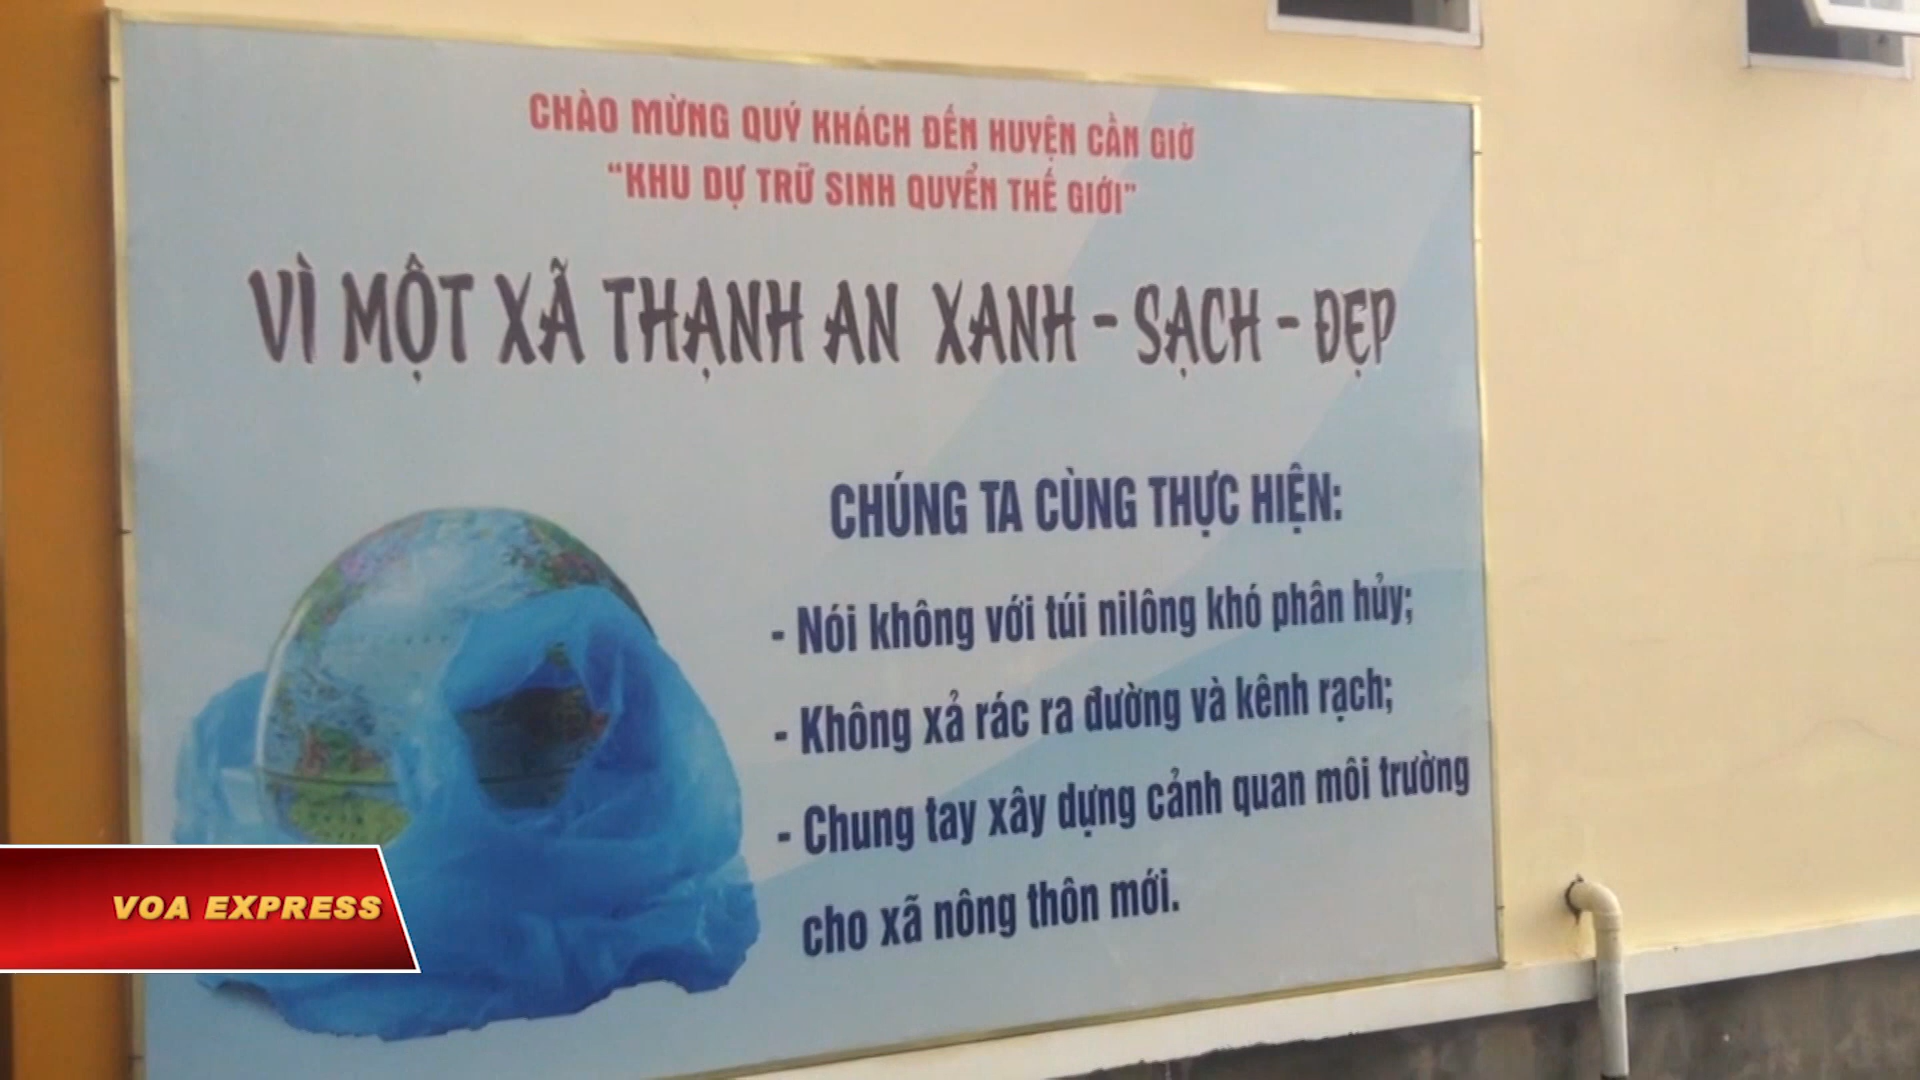 CHÀO MỪNG QUÝ KHÁCH ĐẾN HUYỆN CẦN GIỜ
“KHU DỰ TRỮ SINH QUYỂN THẾ GIỚI”
VÌ MỘT XÃ THẠNH AN XANH - SẠCH - ĐẸP
CHÚNG TA CÙNG THỰC HIỆN:
- Nói không với túi nilông khó phân hủy;
- Không xả rác ra đường và kênh rạch;
- Chung tay xây dựng cảnh quan môi trường
cho xã nông thôn mới.
VOA EXPRESS